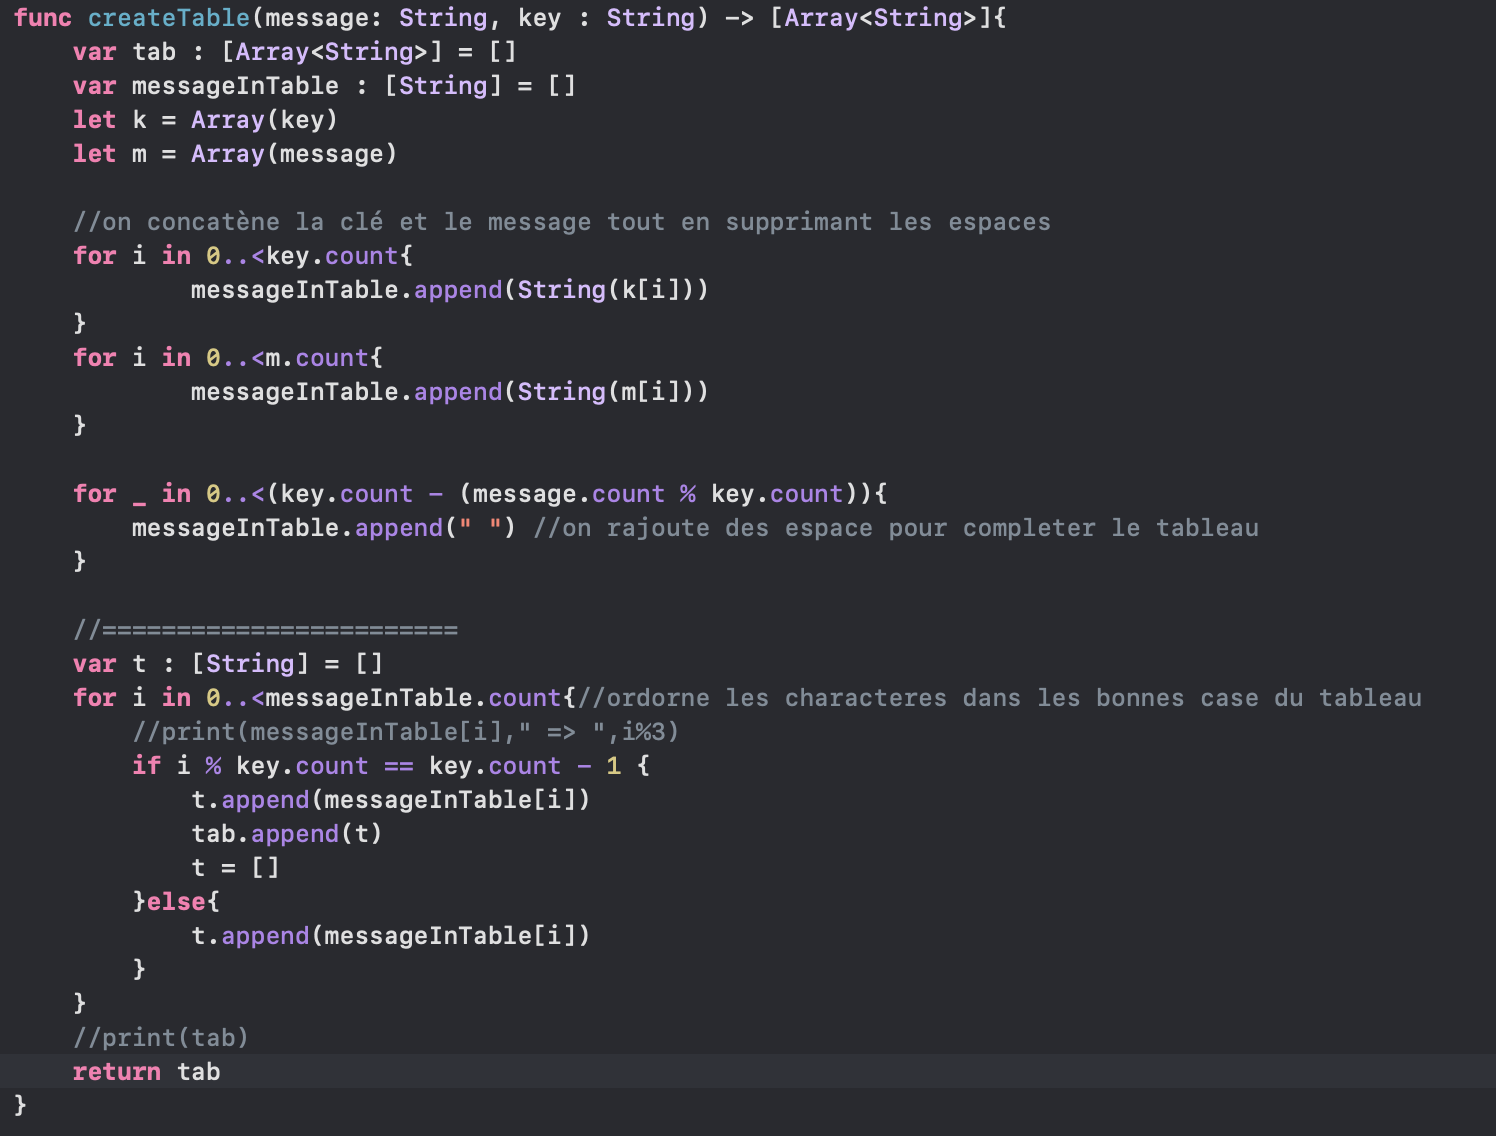 func createTable(message: String, key : String) -> [Array<String>]{
    var tab : [Array<String>] = []
    var messageInTable : [String] = []
    let k = Array(key)
    let m = Array(message)

    //on concatène la clé et le message tout en supprimant les espaces
    for i in 0..<key.count{
            messageInTable.append(String(k[i]))
    }
    for i in 0..<m.count{
            messageInTable.append(String(m[i]))
    }

    for _ in 0..<(key.count - (message.count % key.count)){
        messageInTable.append(" ") //on rajoute des espace pour completer le tableau
    }

    //========================
    var t : [String] = []
    for i in 0..<messageInTable.count{//ordorne les characteres dans les bonnes case du tableau
        //print(messageInTable[i]," => ",i%3)
        if i % key.count == key.count - 1 {
            t.append(messageInTable[i])
            tab.append(t)
            t = []
        }else{
            t.append(messageInTable[i])
        }
    }
    //print(tab)
    return tab
}